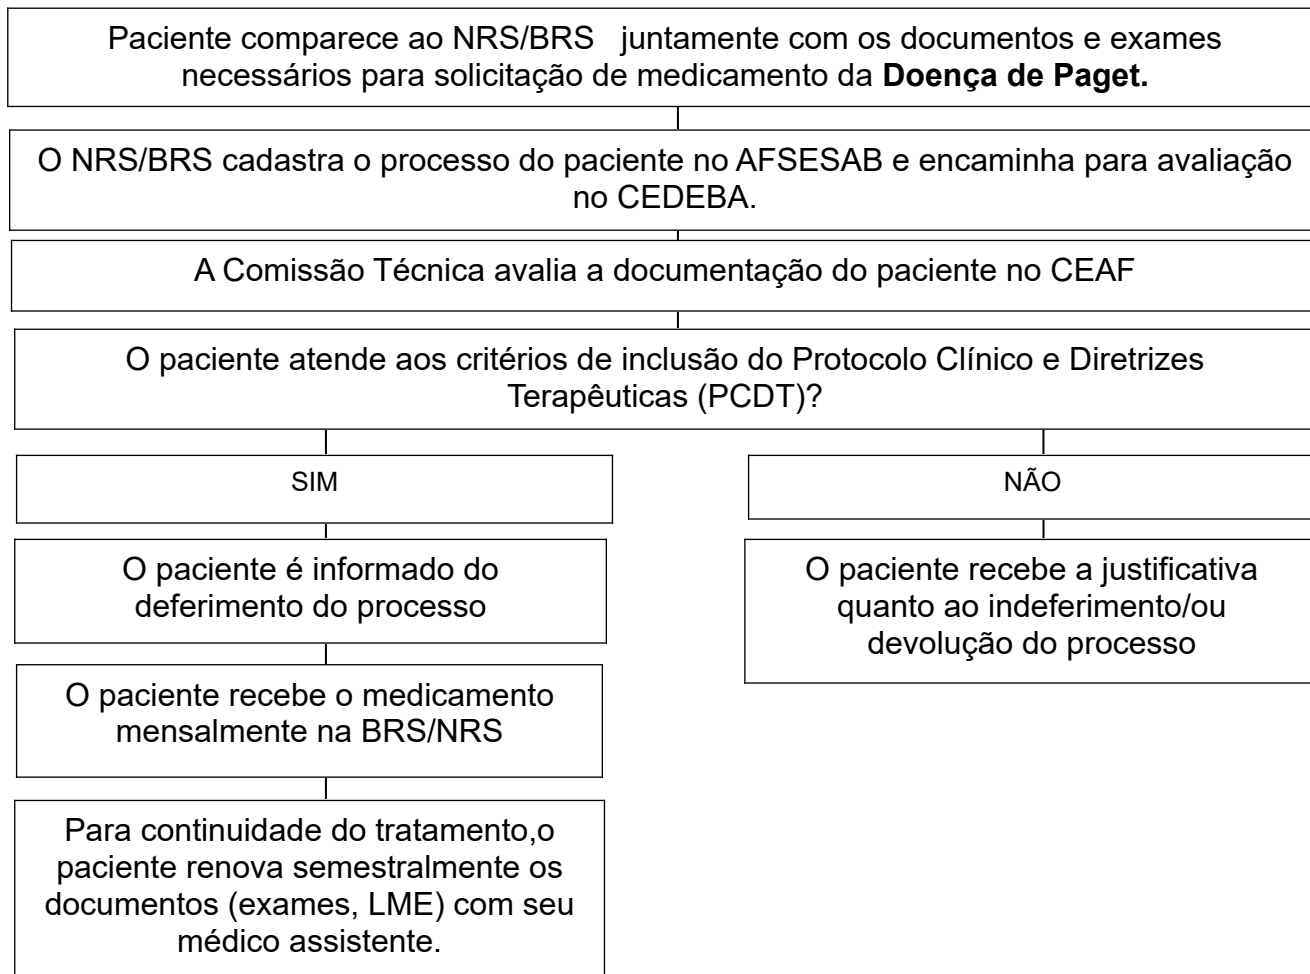 Paciente comparece ao NRS/BRS   juntamente com os documentos e exames
necessários para solicitação de medicamento da Doença de Paget.
O NRS/BRS cadastra o processo do paciente no AFSESAB e encaminha para avaliação
no CEDEBA.
A Comissão Técnica avalia a documentação do paciente no CEAF
O paciente atende aos critérios de inclusão do Protocolo Clínico e Diretrizes
Terapêuticas (PCDT)?
SIM
O paciente é informado do
deferimento do processo
O paciente recebe o medicamento
mensalmente na BRS/NRS
Para continuidade do tratamento,o
paciente renova semestralmente os
documentos (exames, LME) com seu
médico assistente.
NÃO
O paciente recebe a justificativa
quanto ao indeferimento/ou
devolução do processo